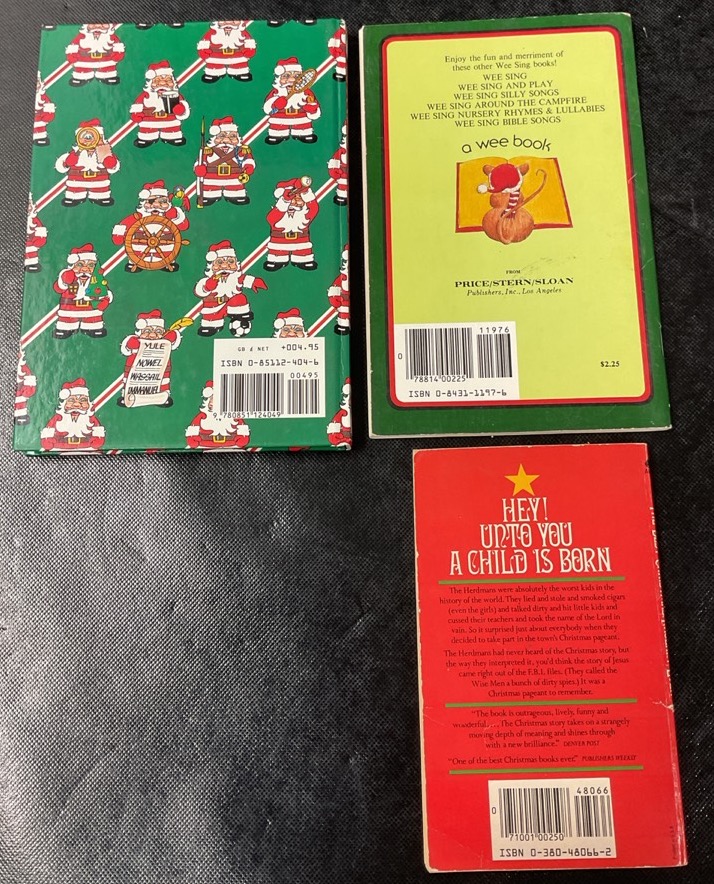 YULE
NOWEL
WASSAIL
IMMANUEL
GB £ NET +004.95
ISBN 0-85112-404-6
00495
9 780851 124049
Enjoy the fun and merriment of
these other Wee Sing books!
WEE SING
WEE SING AND PLAY
WEE SING SILLY SONGS
WEE SING AROUND THE CAMPFIRE
WEE SING NURSERY RHYMES & LULLABIES
WEE SING BIBLE SONGS
a wee book
FROM
PRICE/STERN/SLOAN
Publishers, Inc., Los Angeles
11976
0
78814 00225
ISBN 0-8431-1197-6
$2.25
HEY!
UNTO YOU
A CHILD IS BORN
The Herdmans were absolutely the worst kids in the
history of the world. They lied and stole and smoked cigars
(even the girls) and talked dirty and hit little kids and
cussed their teachers and took the name of the Lord in
vain. So it surprised just about everybody when they
decided to take part in the town's Christmas pageant.
The Herdmans had never heard of the Christmas story, but
the way they interpreted it, you'd think the story of Jesus
came right out of the F.B.I. files. (They called the
Wise Men a bunch of dirty spies.) It was a
Christmas pageant to remember.
"The book is outrageous, lively, funny and
wonderful.... The Christmas story takes on a strangely
moving depth of meaning and shines through
with a new brilliance." DENVER POST
"One of the best Christmas books ever." PUBLISHERS WEEKLY
48066
0
71001 00250
ISBN 0-380-48066-2